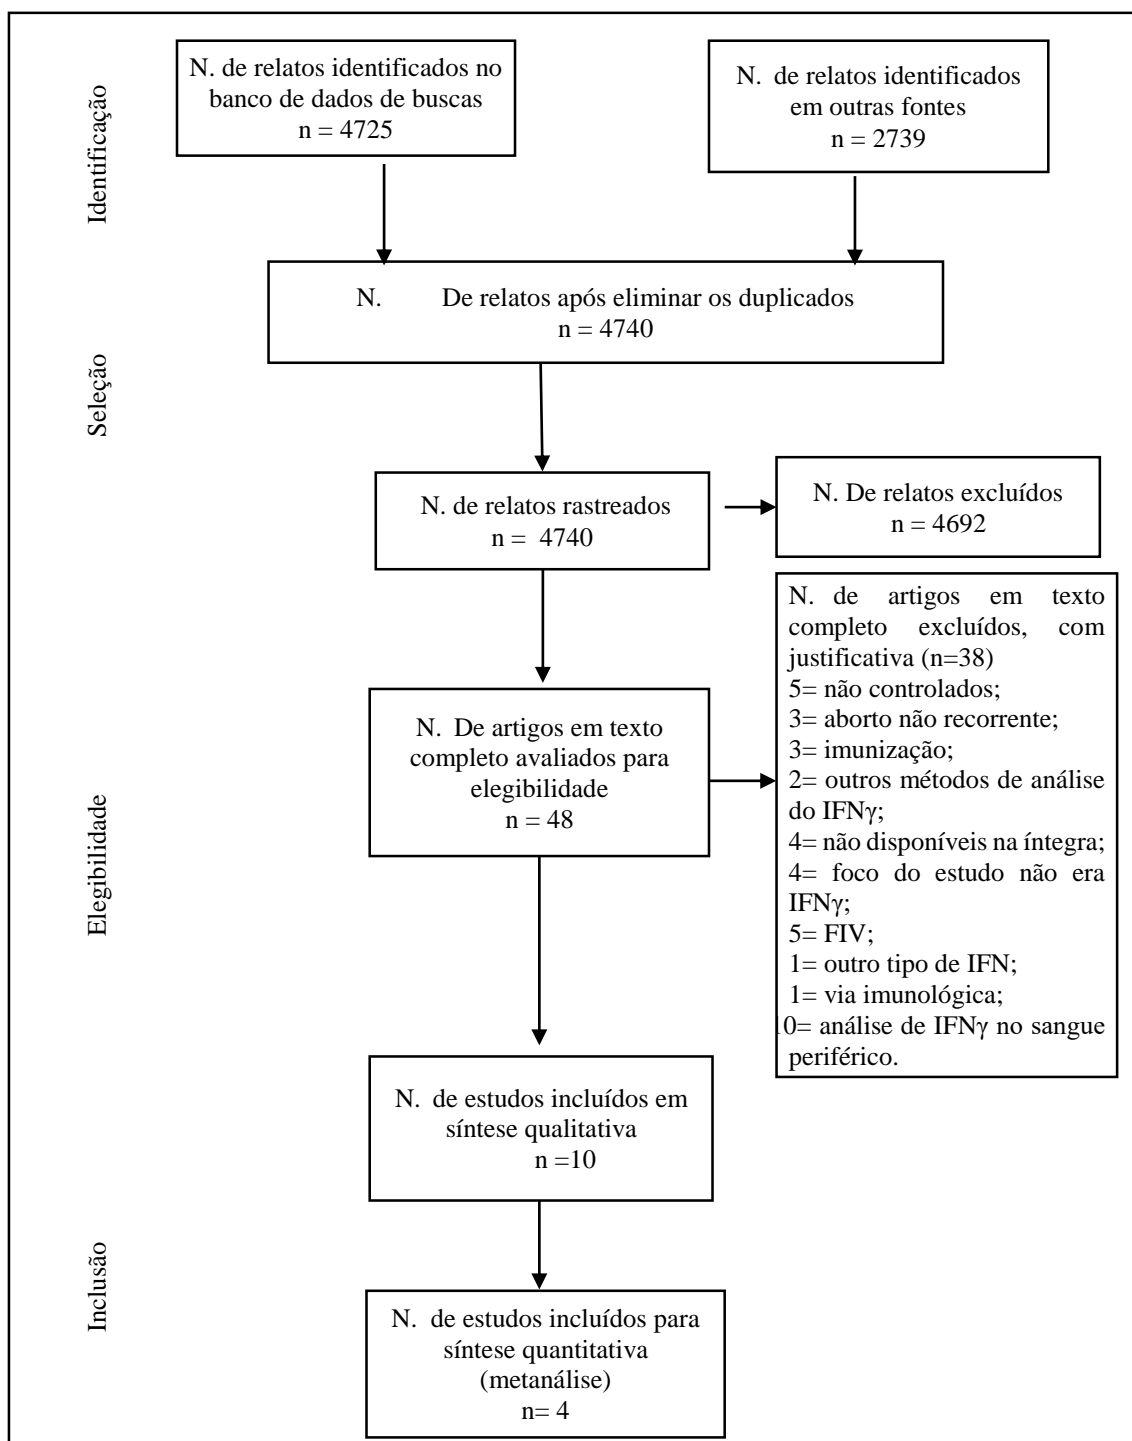 Identificação
N. de relatos identificados no
banco de dados de buscas
n = 4725
N. de relatos identificados
em outras fontes
n = 2739
N. De relatos após eliminar os duplicados
n = 4740
Seleção
N. de relatos rastreados
n = 4740
N. De relatos excluídos
n = 4692
Elegibilidade
N. De artigos em texto
completo avaliados para
elegibilidade
n = 48
N. de artigos em texto
completo excluídos, com
justificativa (n=38)
5= não controlados;
3= aborto não recorrente;
3= imunização;
2= outros métodos de análise
do IFNγ;
4= não disponíveis na íntegra;
4= foco do estudo não era
IFNγ;
5= FIV;
1= outro tipo de IFN;
1= via imunológica;
10= análise de IFNγ no sangue
periférico.
N. de estudos incluídos em
síntese qualitativa
n =10
Inclusão
N. de estudos incluídos para
síntese quantitativa
(metanálise)
n= 4